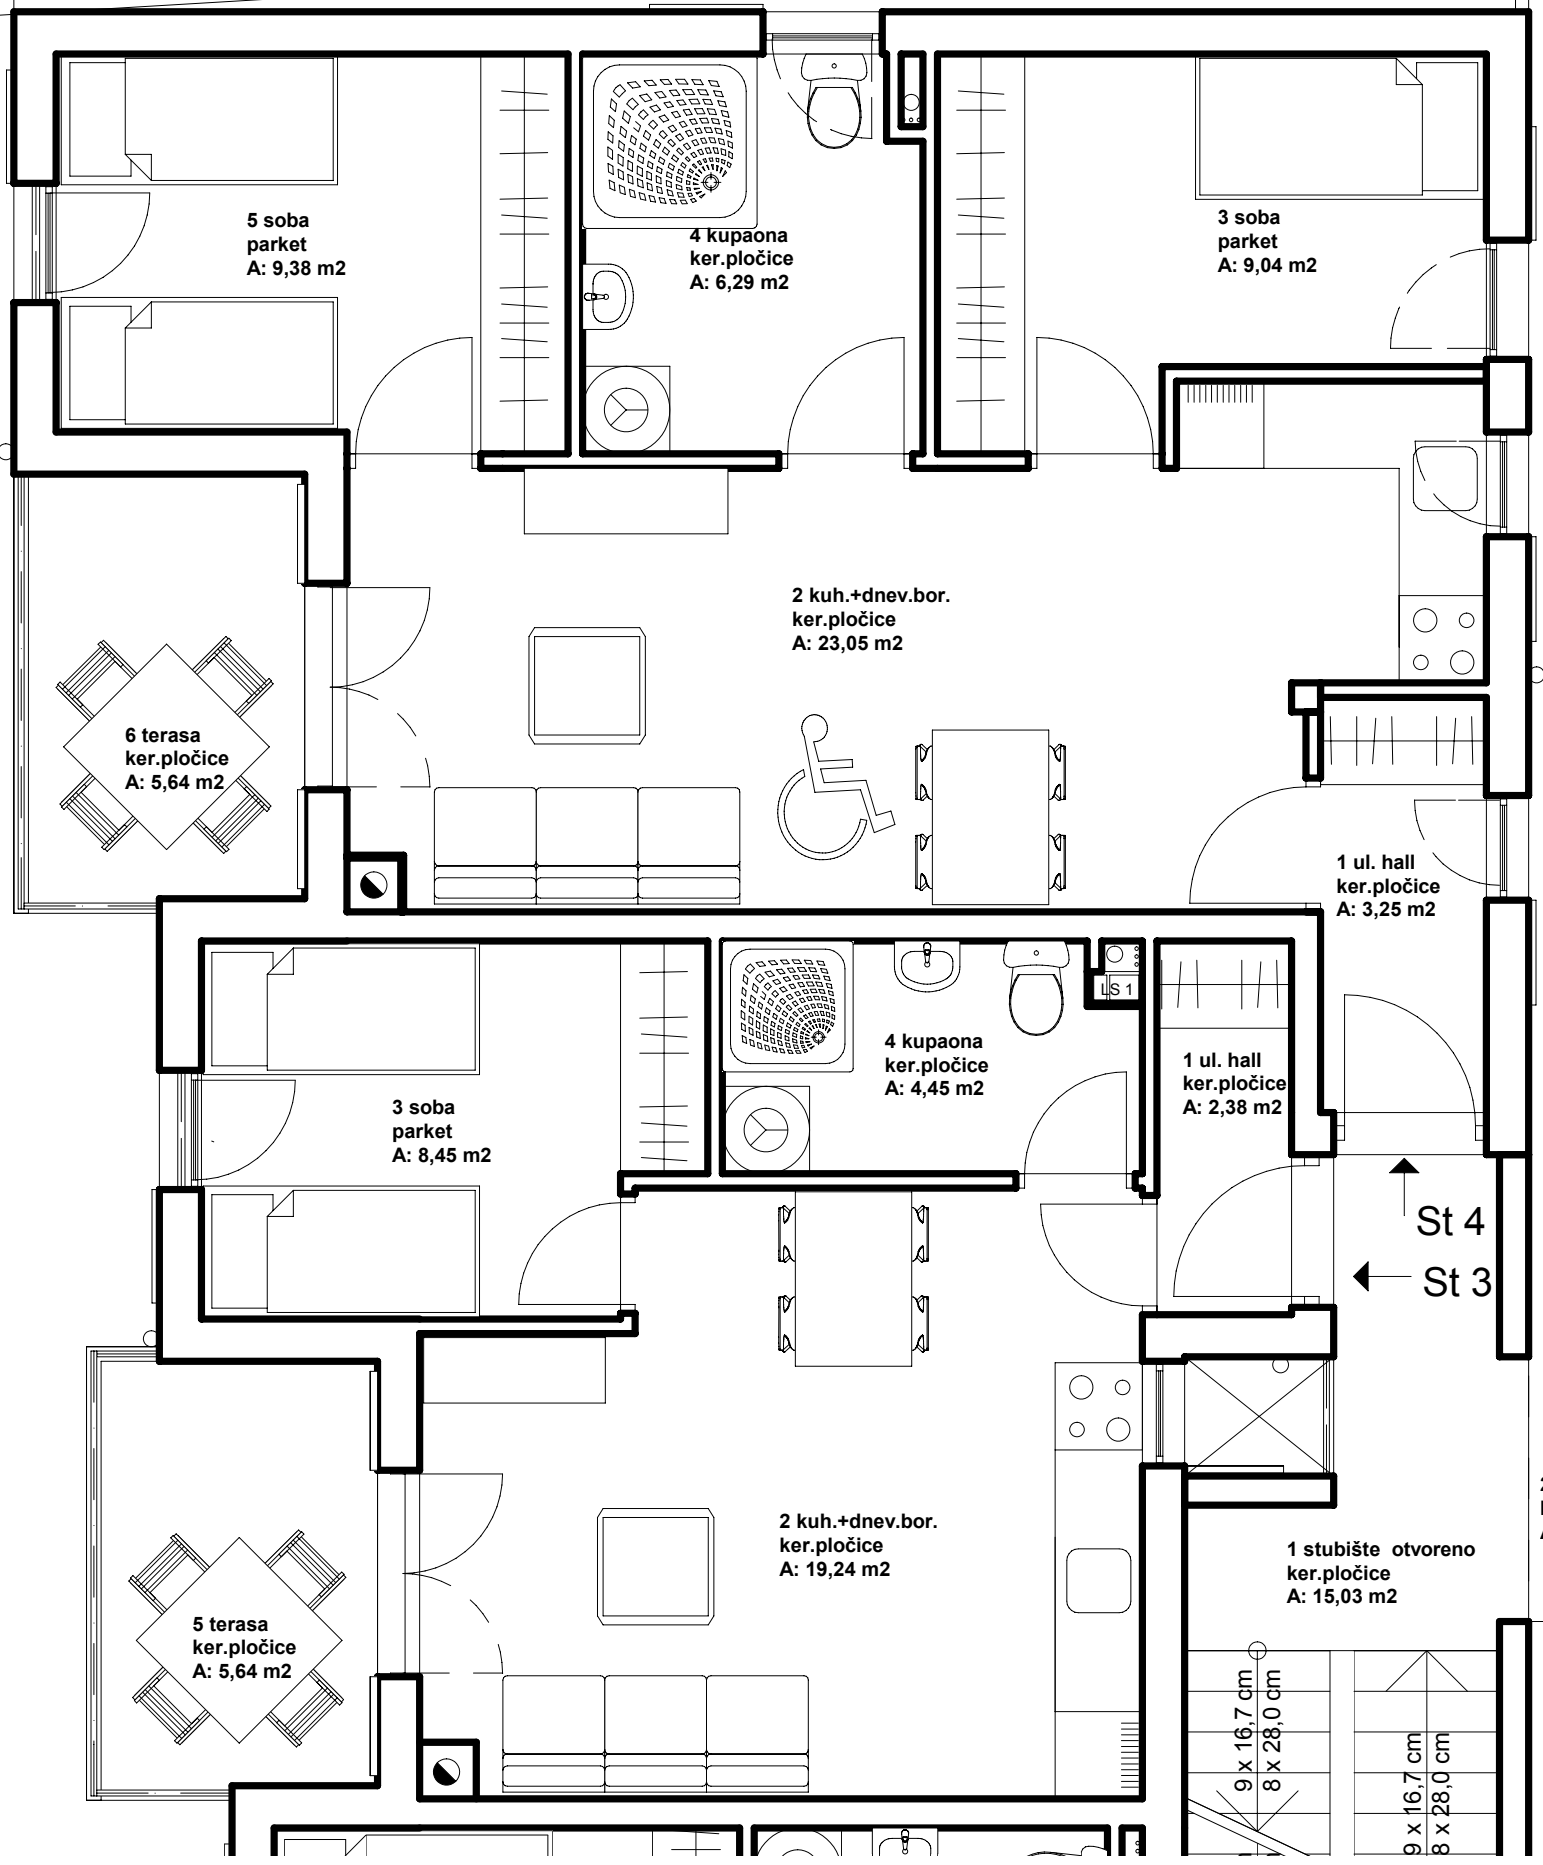 5 soba
parket
A: 9,38 m2
4 kupaona
ker.pločice
A: 6,29 m2
3 soba
parket
A: 9,04 m2
2 kuh.+dnev.bor.
ker.pločice
A: 23,05 m2
6 terasa
ker.pločice
A: 5,64 m2
1 ul. hall
ker.pločice
A: 3,25 m2
LS 1
4 kupaona
ker.pločice
A: 4,45 m2
1 ul. hall
ker.pločice
A: 2,38 m2
3 soba
parket
A: 8,45 m2
St 4
St 3
2 kuh.+dnev.bor.
ker.pločice
A: 19,24 m2
1 stubište otvoreno
ker.pločice
A: 15,03 m2
5 terasa
ker.pločice
A: 5,64 m2
9 x 16,7 cm
8 x 28,0 cm
9 x 16,7 cm
8 x 28,0 cm